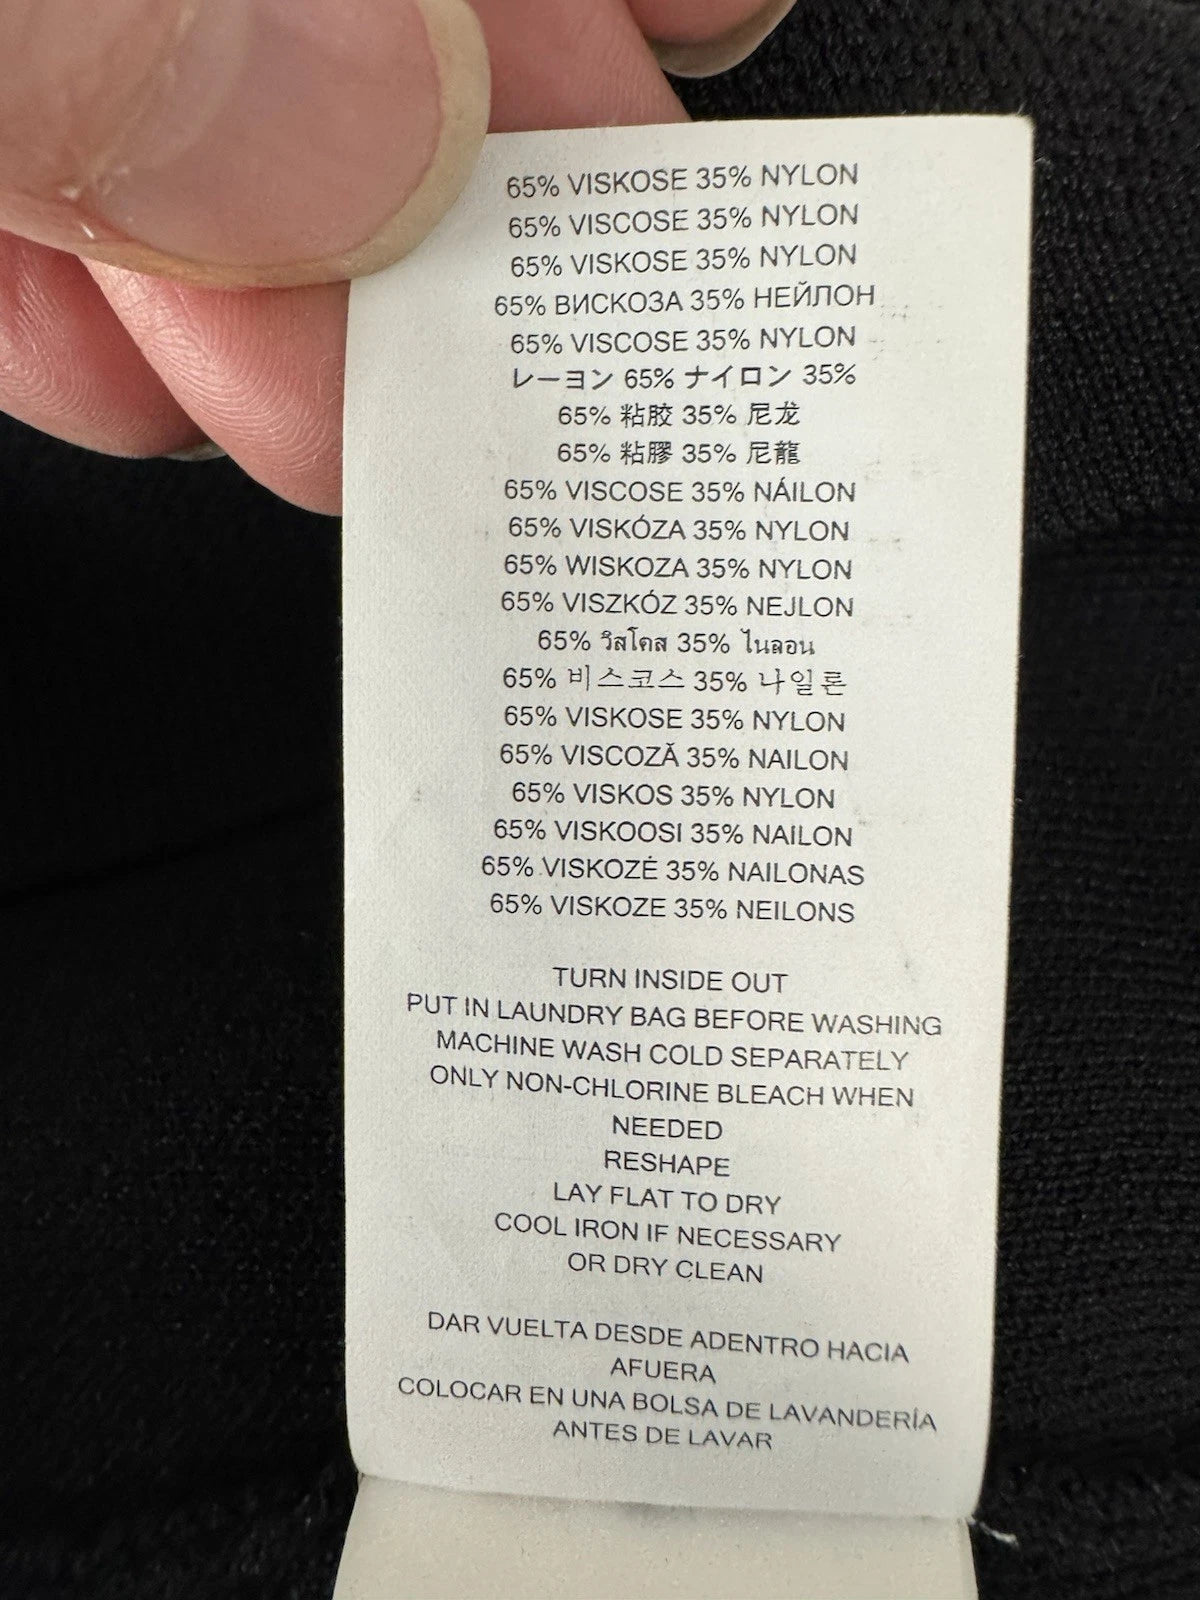 65% VISKOSE 35% NYLON
65% VISCOSE 35% NYLON
65% VISKOSE 35% NYLON
65% ВИСКОЗА 35% НЕЙЛОН
65% VISCOSE 35% NYLON
レーヨン 65% ナイロン 35%
65% 粘胶 35% 尼龙
65% 粘膠 35% 尼龍
65% VISCOSE 35% NÁILON
65% VISKÓZA 35% NYLON
65% WISKOZA 35% NYLON
65% VISZKÓZ 35% NEJLON
65% วิสโคส 35% ไนลอน
65% 비스코스 35% 나일론
65% VISKOSE 35% NYLON
65% VISCOZĂ 35% NAILON
65% VISKOS 35% NYLON
65% VISKOOSI 35% NAILON
65% VISKOZĖ 35% NAILONAS
65% VISKOZE 35% NEILONS
TURN INSIDE OUT
PUT IN LAUNDRY BAG BEFORE WASHING
MACHINE WASH COLD SEPARATELY
ONLY NON-CHLORINE BLEACH WHEN
NEEDED
RESHAPE
LAY FLAT TO DRY
COOL IRON IF NECESSARY
OR DRY CLEAN
DAR VUELTA DESDE ADENTRO HACIA
AFUERA
COLOCAR EN UNA BOLSA DE LAVANDERÍA
ANTES DE LAVAR